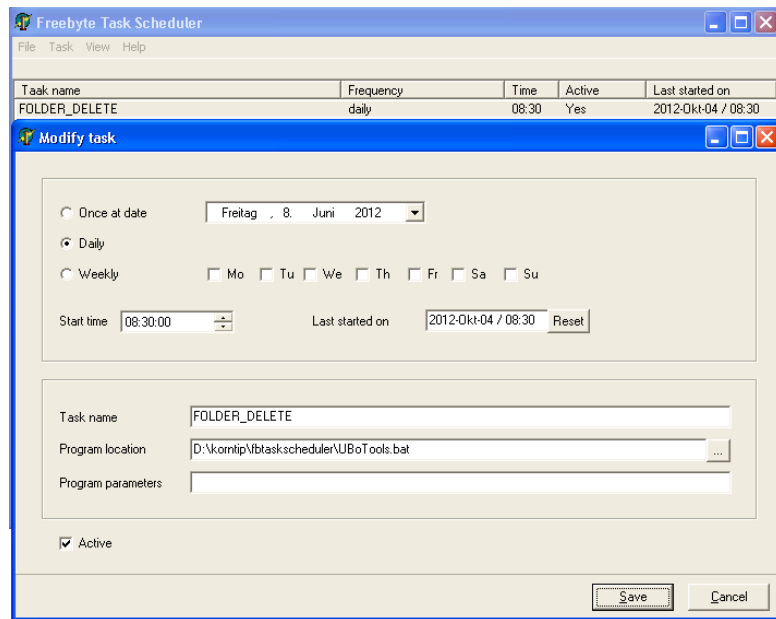 Freebyte Task Scheduler
File Task View Help
Taak name Frequency Time Active Last started on
FOLDER_DELETE daily 08:30 Yes 2012-Okt-04 / 08:30
Modify task
Once at date Freitag , 8. Juni 2012
Daily
Weekly Mo Tu We Th Fr Sa Su
Start time 08:30:00 Last started on 2012-Okt-04 / 08:30 Reset
Task name FOLDER_DELETE
Program location D:\korntip\fbtaskscheduler\UBoTools.bat ...
Program parameters
Active
Save Cancel